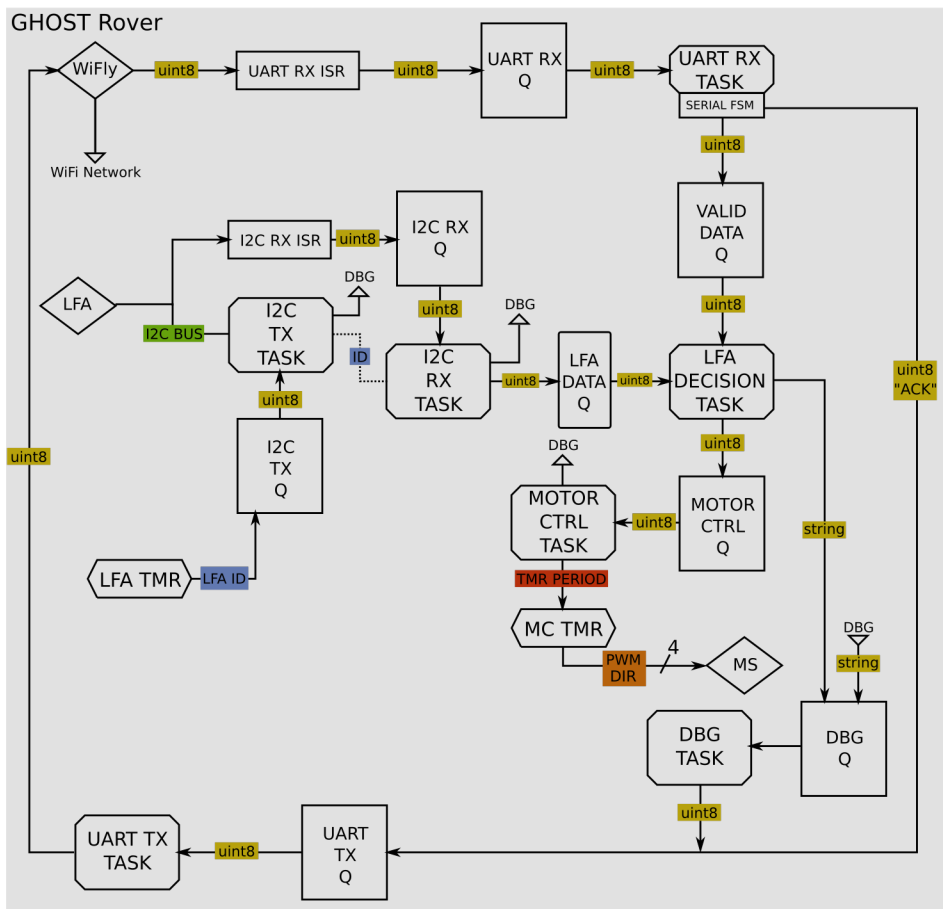 GHOST Rover
WiFly
uint8
UART RX ISR
uint8
UART RX
Q
uint8
UART RX
TASK
SERIAL FSM
WiFi Network
uint8
VALID
DATA
Q
I2C RX ISR
uint8
I2C RX
Q
LFA
I2C BUS
I2C
TX
TASK
DBG
ID
uint8
DBG
uint8
I2C
RX
TASK
uint8
LFA
DATA
Q
uint8
LFA
DECISION
TASK
uint8
"ACK"
uint8
I2C
TX
Q
uint8
DBG
uint8
MOTOR
CTRL
TASK
uint8
MOTOR
CTRL
Q
string
LFA TMR
LFA ID
TMR PERIOD
MC TMR
PWM
DIR
4
MS
DBG
string
DBG
TASK
DBG
Q
uint8
UART TX
TASK
uint8
UART
TX
Q